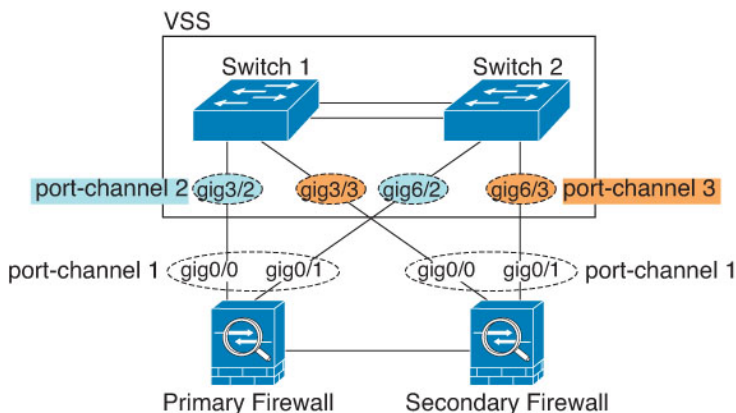 VSS
Switch 1
Switch 2
port-channel 2
gig3/2
gig3/3
gig6/2
gig6/3
port-channel 3
port-channel 1
gig0/0
gig0/1
gig0/0
gig0/1
port-channel 1
Primary Firewall
Secondary Firewall